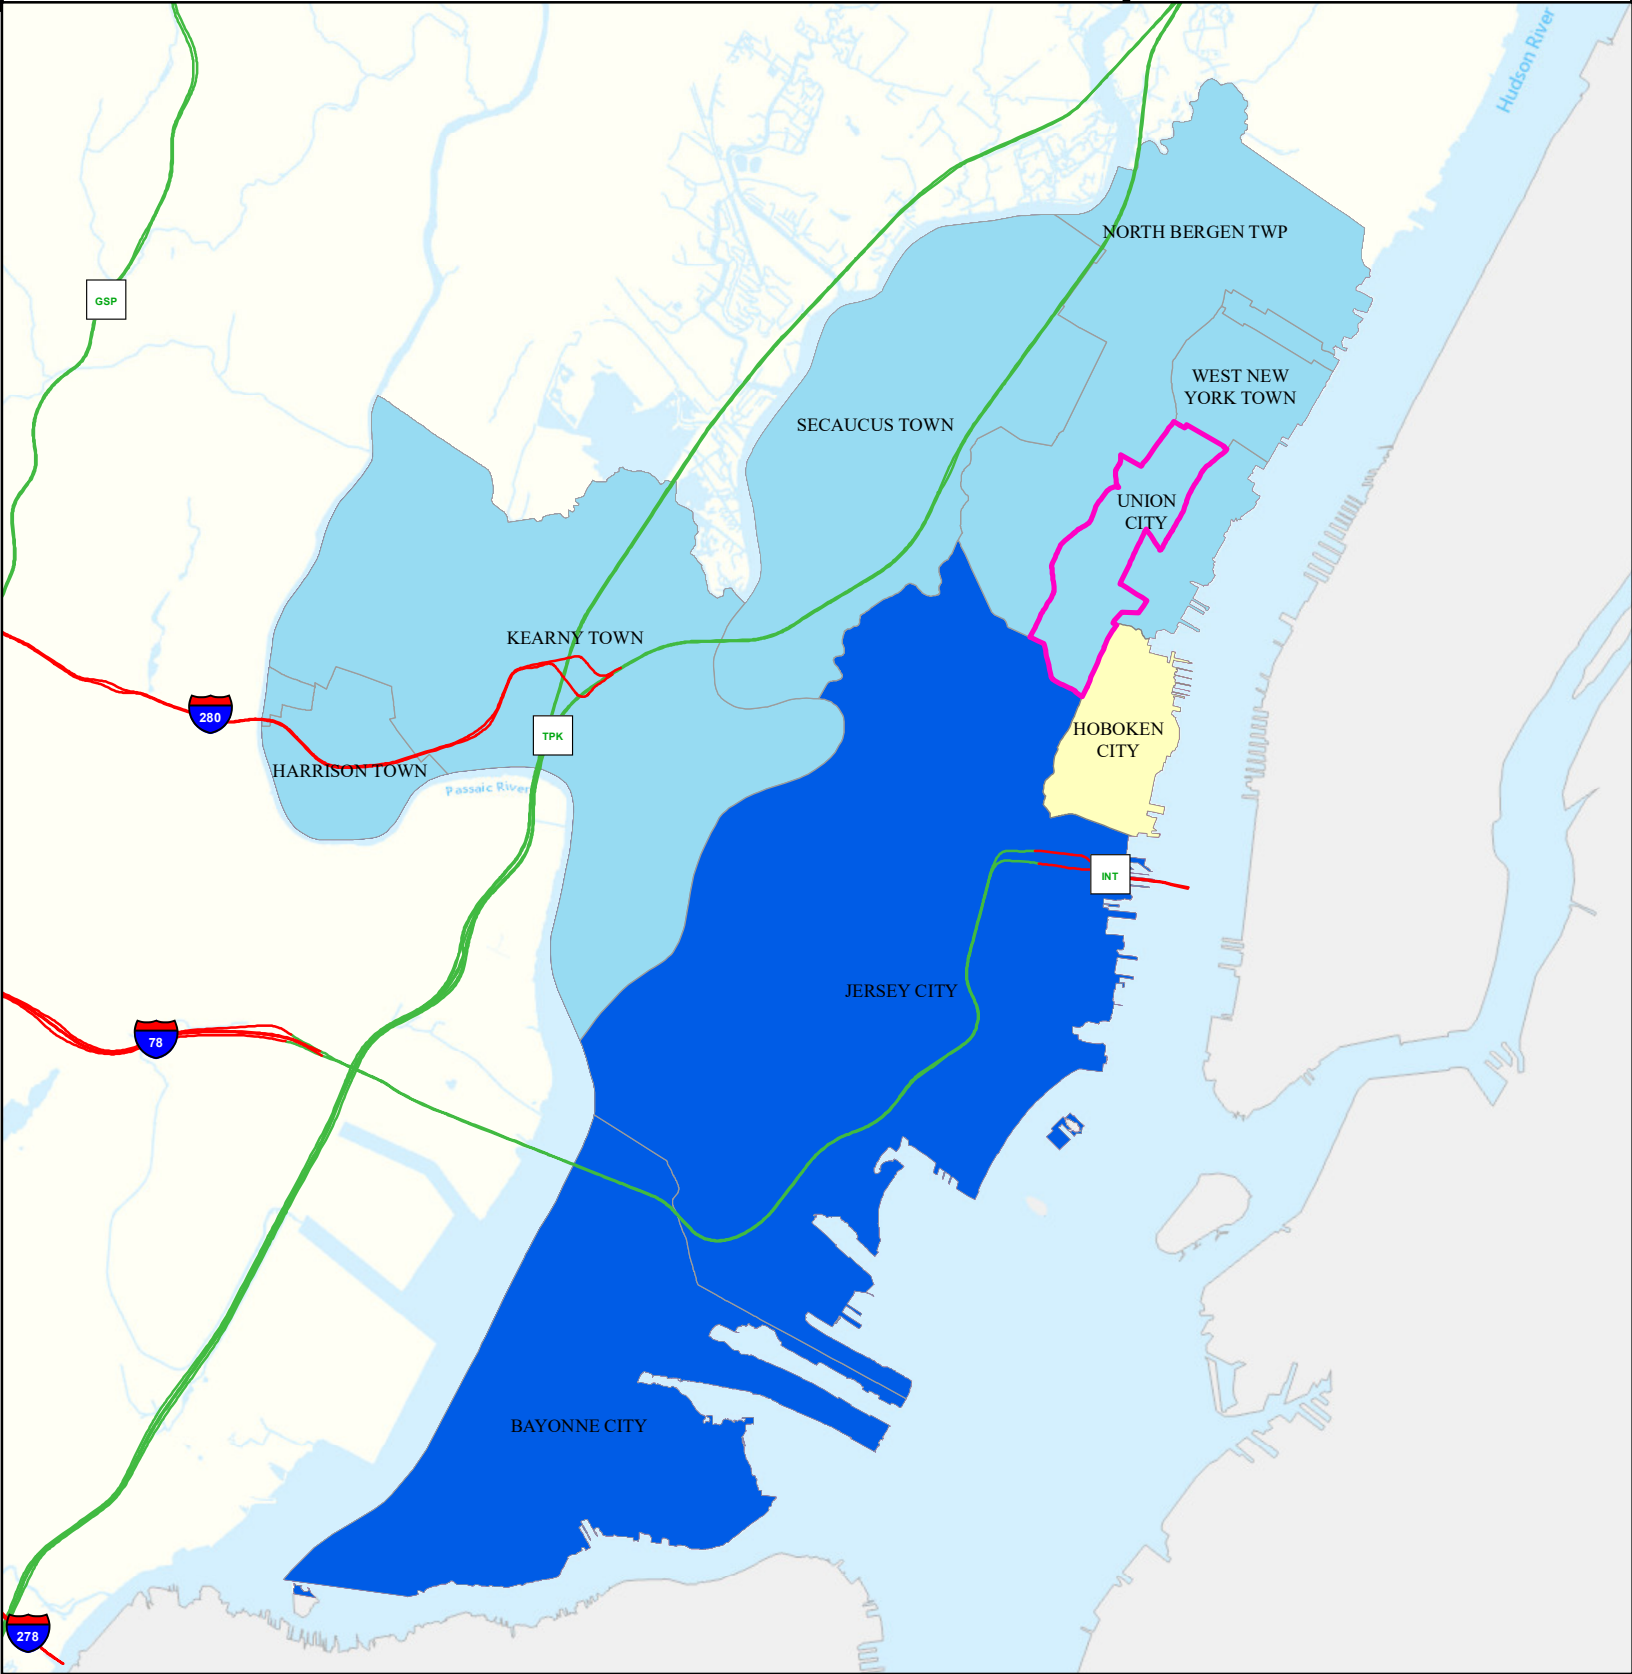 Hudson River
NORTH BERGEN TWP
GSP
WEST NEW
YORK TOWN
SECAUCUS TOWN
UNION
CITY
KEARNY TOWN
280
TPK
HOBOKEN
CITY
HARRISON TOWN
Passaic River
INT
JERSEY CITY
78
BAYONNE CITY
278